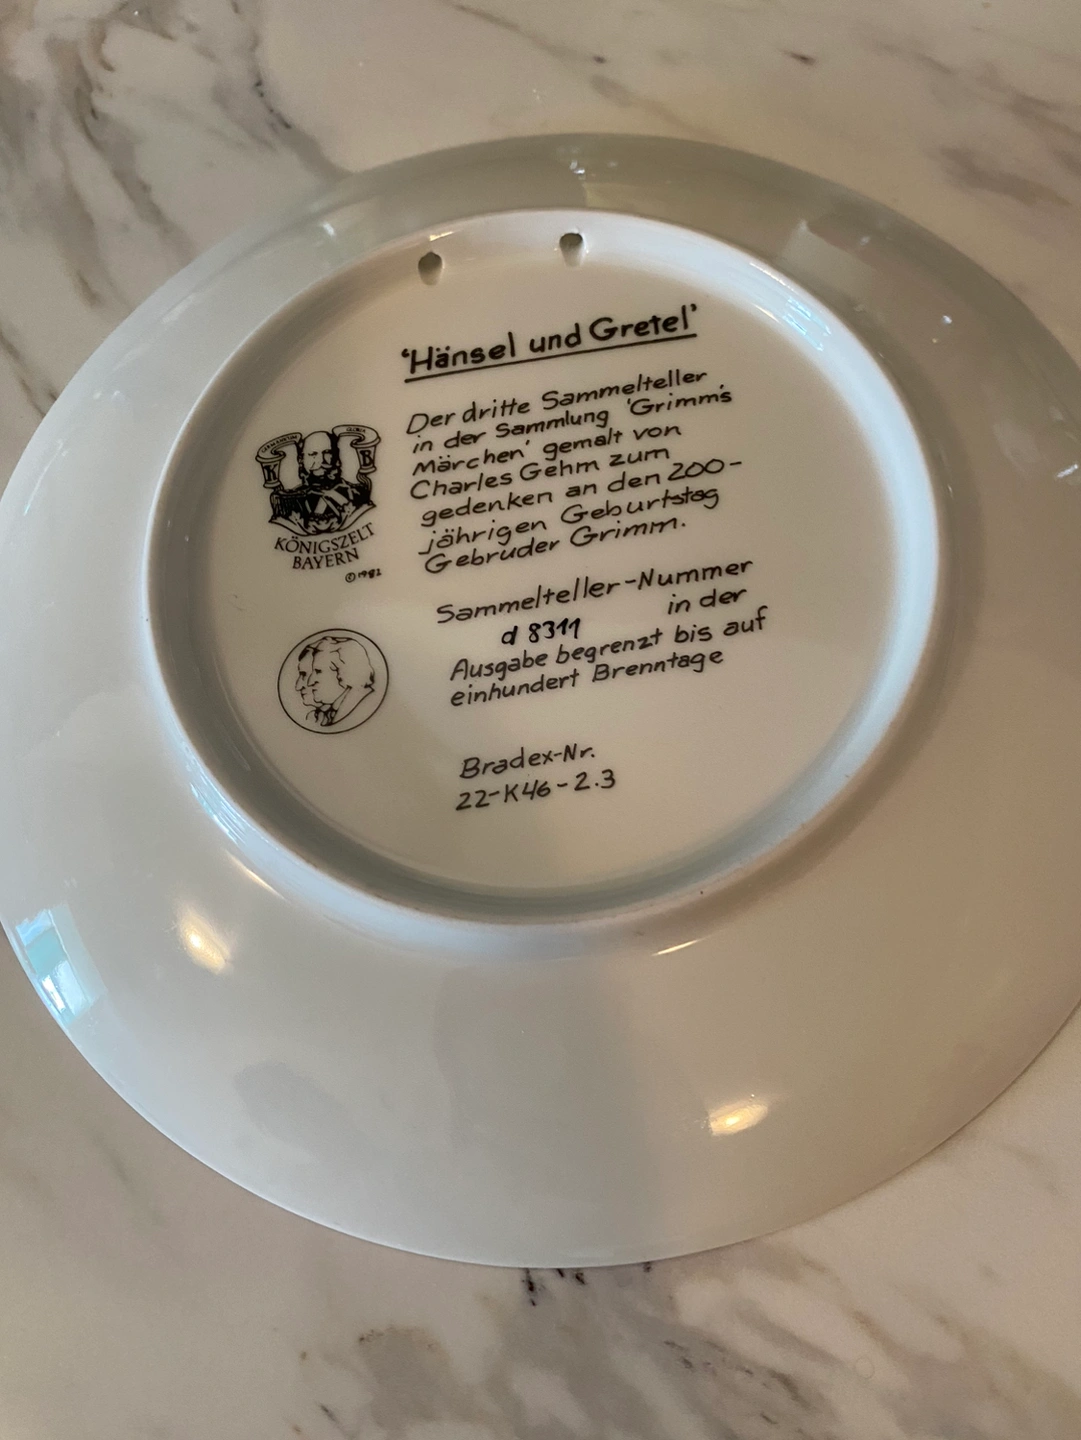 'Hänsel und Gretel'
Der dritte Sammelteller
in der Sammlung 'Grimm's
Märchen' gemalt von
Charles Gehm zum
gedenken an den 200-
jährigen Geburtstag
Gebruder Grimm.
K B
KÖNIGSZELT
BAYERN
©1982
Sammelteller-Nummer
d 8311 in der
Ausgabe begrenzt bis auf
einhundert Brenntage
Bradex-Nr.
22-K46-2.3